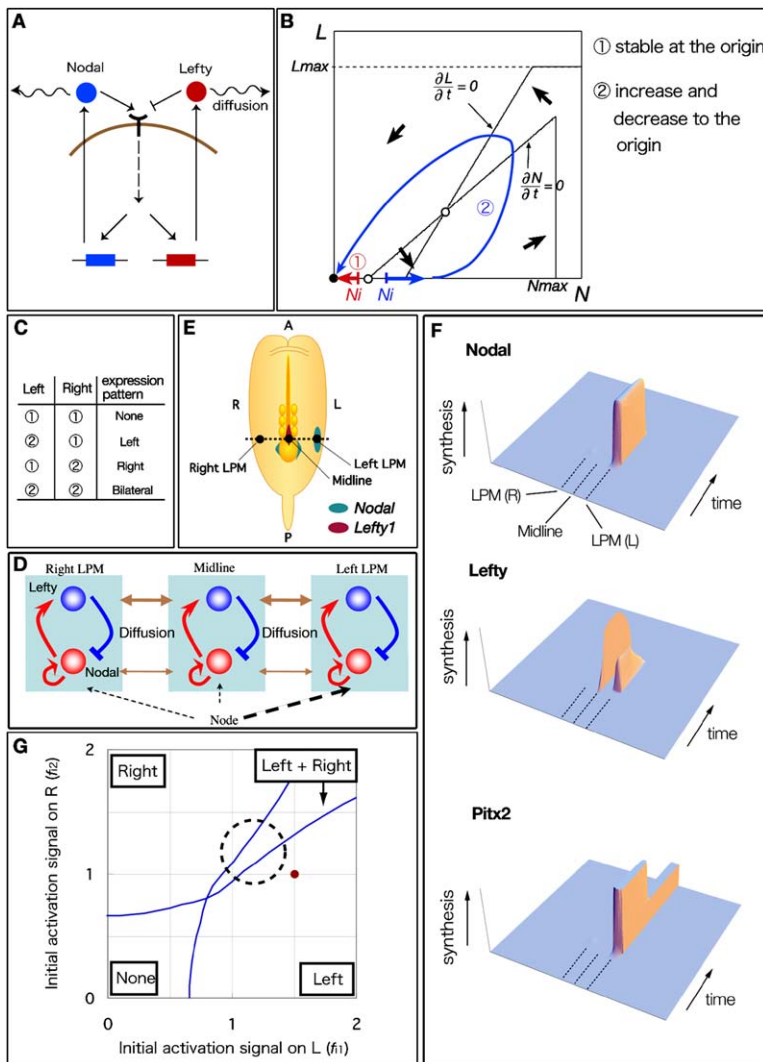 A
Nodal
Lefty
diffusion
B
L
Lmax
∂L/∂t = 0
∂N/∂t = 0
②
①
Ni
Ni
Nmax
N
① stable at the origin
② increase and
decrease to the
origin
C
Left Right expression
pattern
① ① None
② ① Left
① ② Right
② ② Bilateral
E
A
R
L
Right LPM
Left LPM
Midline
Nodal
Lefty1
P
D
Right LPM
Midline
Left LPM
Lefty
Diffusion
Diffusion
Nodal
Node
F
Nodal
synthesis
LPM (R)
Midline
LPM (L)
time
Lefty
synthesis
time
Pitx2
synthesis
time
G
Initial activation signal on R (fi2)
2
1
0
Right
Left + Right
None
Left
0 1 2
Initial activation signal on L (fi1)